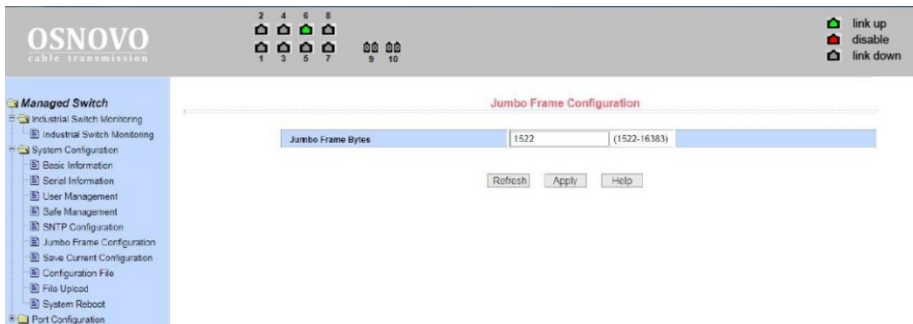 OSNOVO
cable transmission
2 4 6 8
1 3 5 7 9 10
link up
disable
link down
Managed Switch
Industrial Switch Monitoring
Industrial Switch Monitoring
System Configuration
Basic Information
Serial Information
User Management
Safe Management
SNTP Configuration
Jumbo Frame Configuration
Save Current Configuration
Configuration File
File Upload
System Reboot
Port Configuration
Jumbo Frame Configuration
Jumbo Frame Bytes 1522 (1522-16383)
Refresh Apply Help